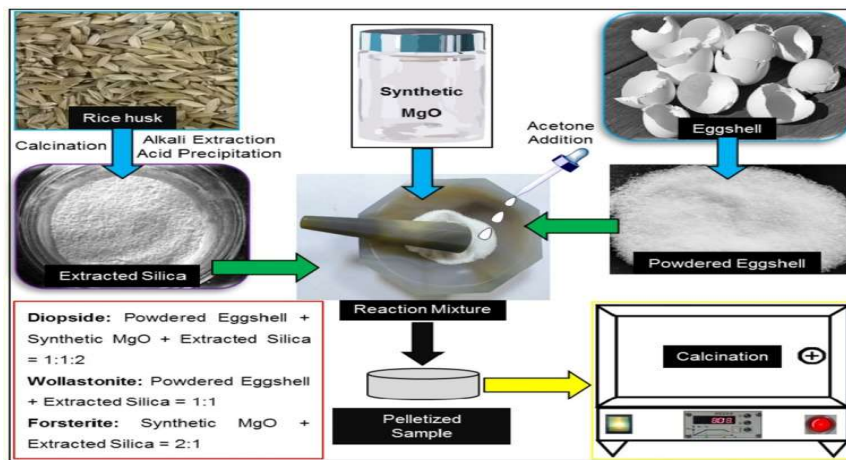 Synthetic
MgO
Rice husk
Calcination
Alkali Extraction
Acid Precipitation
Acetone
Addition
Eggshell
Extracted Silica
Powdered Eggshell
Reaction Mixture
Diopside: Powdered Eggshell +
Synthetic MgO + Extracted Silica
= 1:1:2
Wollastonite: Powdered Eggshell
+ Extracted Silica = 1:1
Forsterite: Synthetic MgO +
Extracted Silica = 2:1
Pelletized
Sample
Calcination